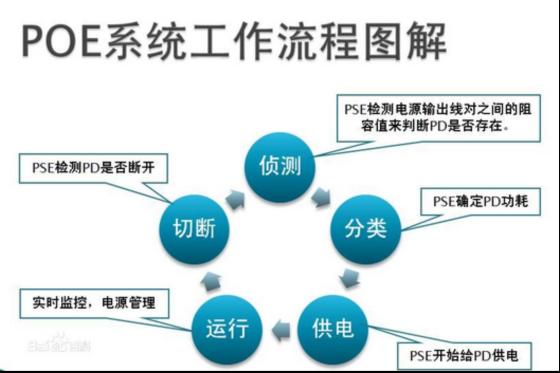 POE系统工作流程图解
PSE检测电源输出线对之间的阻
容值来判断PD是否存在。
侦测
PSE检测PD是否断开
切断
分类
PSE确定PD功耗
实时监控，电源管理
运行
供电
PSE开始给PD供电